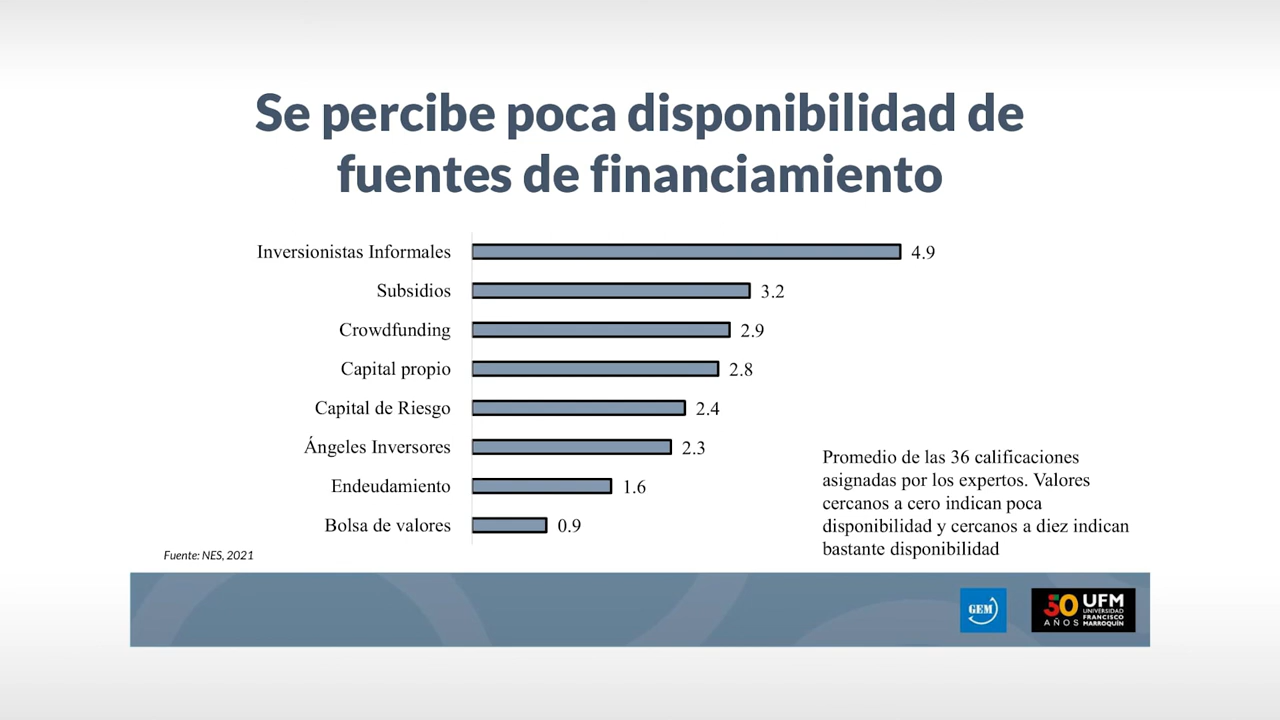 Se percibe poca disponibilidad de
fuentes de financiamiento
Inversionistas Informales 4.9
Subsidios 3.2
Crowdfunding 2.9
Capital propio 2.8
Capital de Riesgo 2.4
Ángeles Inversores 2.3
Endeudamiento 1.6
Bolsa de valores 0.9
Promedio de las 36 calificaciones
asignadas por los expertos. Valores
cercanos a cero indican poca
disponibilidad y cercanos a diez indican
bastante disponibilidad
Fuente: NES, 2021
GEM
50
AÑOS
UFM
UNIVERSIDAD
FRANCISCO
MARROQUÍN